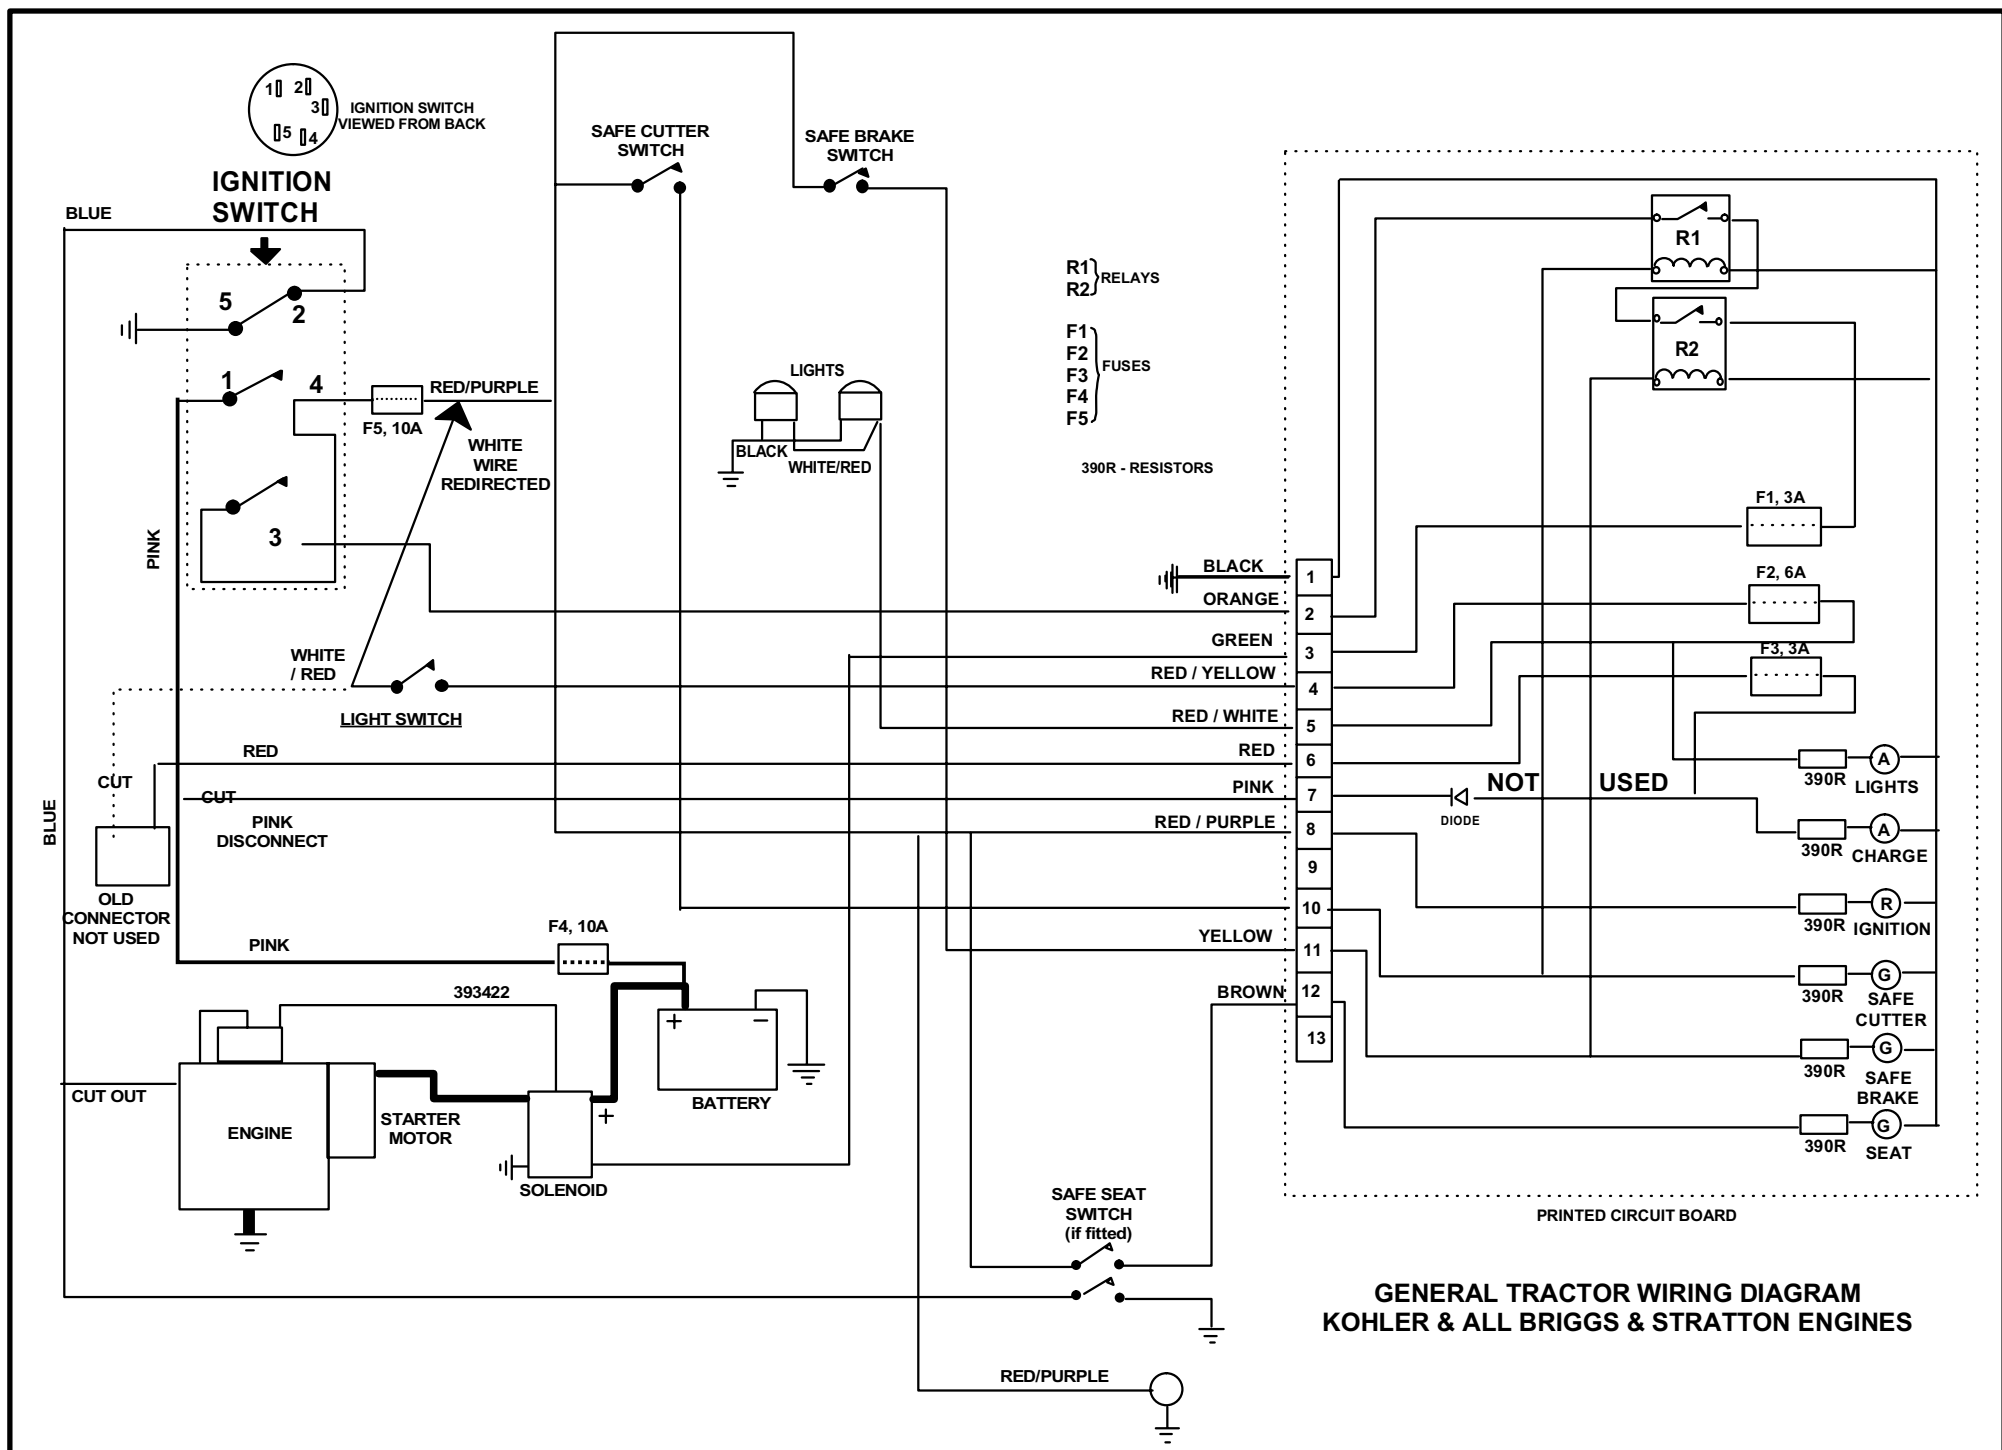 1 2
3
5 4
IGNITION SWITCH
VIEWED FROM BACK
IGNITION
SWITCH
BLUE
5
2
1
4
RED/PURPLE
F5, 10A
WHITE
WIRE
REDIRECTED
3
PINK
SAFE CUTTER
SWITCH
SAFE BRAKE
SWITCH
R1
R2
RELAYS
F1
F2
F3
F4
F5
FUSES
390R - RESISTORS
LIGHTS
BLACK
WHITE/RED
R1
R2
F1, 3A
F2, 6A
F3, 3A
BLACK
ORANGE
GREEN
RED / YELLOW
RED / WHITE
RED
PINK
RED / PURPLE
YELLOW
BROWN
1
2
3
4
5
6
7
8
9
10
11
12
13
NOT USED
DIODE
390R
A
LIGHTS
390R
A
CHARGE
390R
R
IGNITION
390R
G
SAFE
CUTTER
390R
G
SAFE
BRAKE
390R
G
SEAT
PRINTED CIRCUIT BOARD
WHITE
/ RED
LIGHT SWITCH
RED
CUT
CUT
PINK
DISCONNECT
BLUE
OLD
CONNECTOR
NOT USED
PINK
F4, 10A
393422
+ −
BATTERY
CUT OUT
ENGINE
STARTER
MOTOR
+
SOLENOID
SAFE SEAT
SWITCH
(if fitted)
RED/PURPLE
GENERAL TRACTOR WIRING DIAGRAM
KOHLER & ALL BRIGGS & STRATTON ENGINES